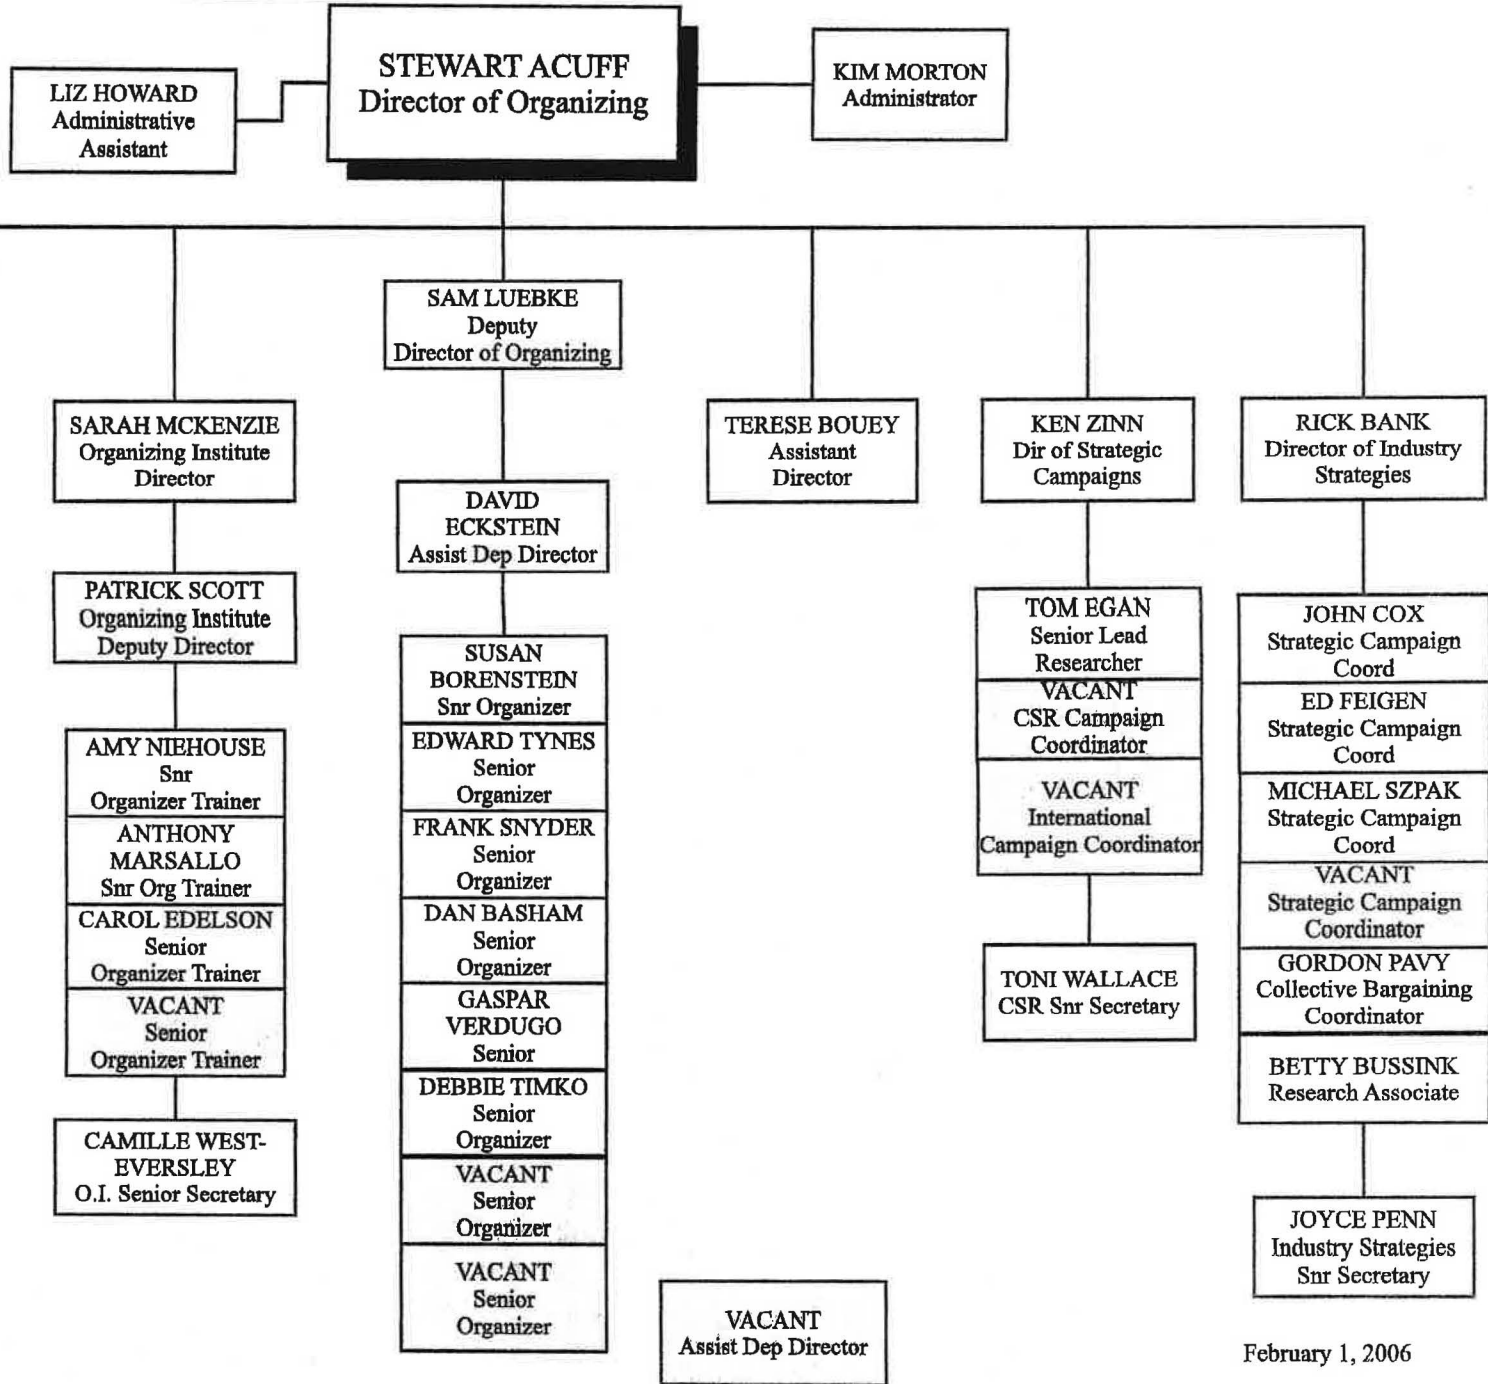 LIZ HOWARD
Administrative
Assistant
STEWART ACUFF
Director of Organizing
KIM MORTON
Administrator
SAM LUEBKE
Deputy
Director of Organizing
SARAH MCKENZIE
Organizing Institute
Director
PATRICK SCOTT
Organizing Institute
Deputy Director
AMY NIEHOUSE
Snr
Organizer Trainer
ANTHONY
MARSALLO
Snr Org Trainer
CAROL EDELSON
Senior
Organizer Trainer
VACANT
Senior
Organizer Trainer
CAMILLE WEST-
EVERSLEY
O.I. Senior Secretary
DAVID
ECKSTEIN
Assist Dep Director
SUSAN
BORENSTEIN
Snr Organizer
EDWARD TYNES
Senior
Organizer
FRANK SNYDER
Senior
Organizer
DAN BASHAM
Senior
Organizer
GASPAR
VERDUGO
Senior
DEBBIE TIMKO
Senior
Organizer
VACANT
Senior
Organizer
VACANT
Senior
Organizer
VACANT
Assist Dep Director
TERESE BOUEY
Assistant
Director
KEN ZINN
Dir of Strategic
Campaigns
TOM EGAN
Senior Lead
Researcher
VACANT
CSR Campaign
Coordinator
VACANT
International
Campaign Coordinator
TONI WALLACE
CSR Snr Secretary
RICK BANK
Director of Industry
Strategies
JOHN COX
Strategic Campaign
Coord
ED FEIGEN
Strategic Campaign
Coord
MICHAEL SZPAK
Strategic Campaign
Coord
VACANT
Strategic Campaign
Coordinator
GORDON PAVY
Collective Bargaining
Coordinator
BETTY BUSSINK
Research Associate
JOYCE PENN
Industry Strategies
Snr Secretary
February 1, 2006